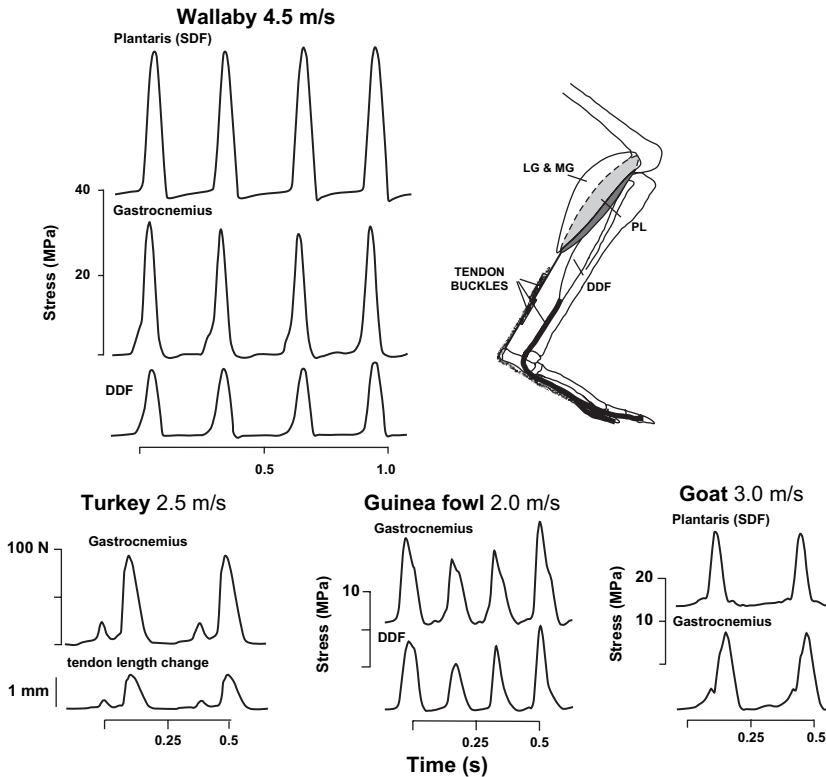 Wallaby 4.5 m/s
Plantaris (SDF)
40
Gastrocnemius
20
Stress (MPa)
DDF
0.5
1.0
LG & MG
PL
TENDON
BUCKLES
DDF
Turkey 2.5 m/s
100 N
Gastrocnemius
tendon length change
1 mm
0.25
0.5
Guinea fowl 2.0 m/s
Gastrocnemius
10
Stress (MPa)
DDF
0.25
0.5
Time (s)
Goat 3.0 m/s
Plantaris (SDF)
20
10
Stress (MPa)
Gastrocnemius
0.25
0.5